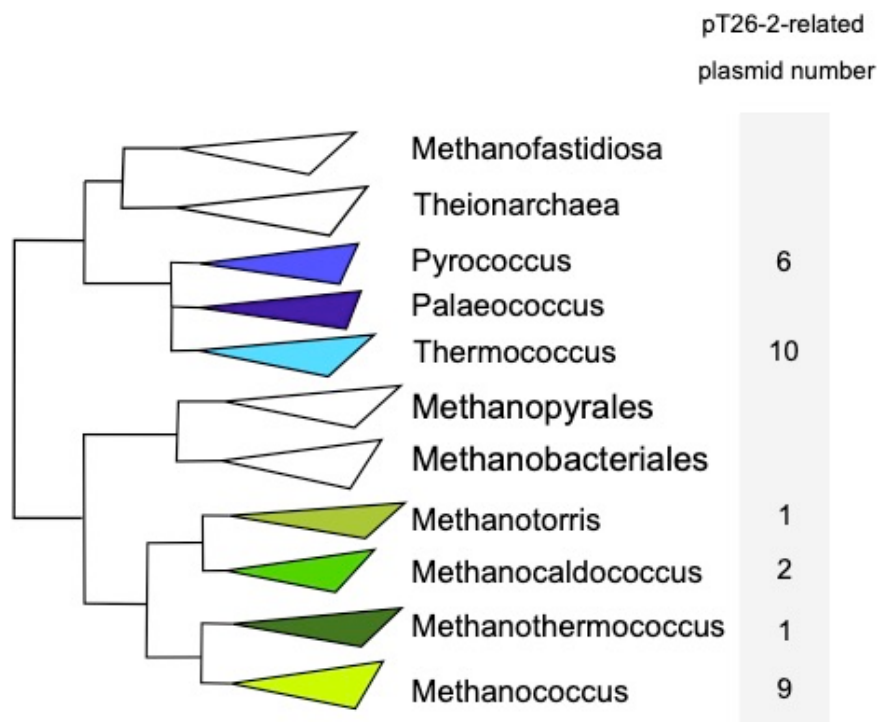 pT26-2-related
plasmid number
Methanofastidiosa
Theionarchaea
Pyrococcus 6
Palaeococcus
Thermococcus 10
Methanopyrales
Methanobacteriales
Methanotorris 1
Methanocaldococcus 2
Methanothermococcus 1
Methanococcus 9